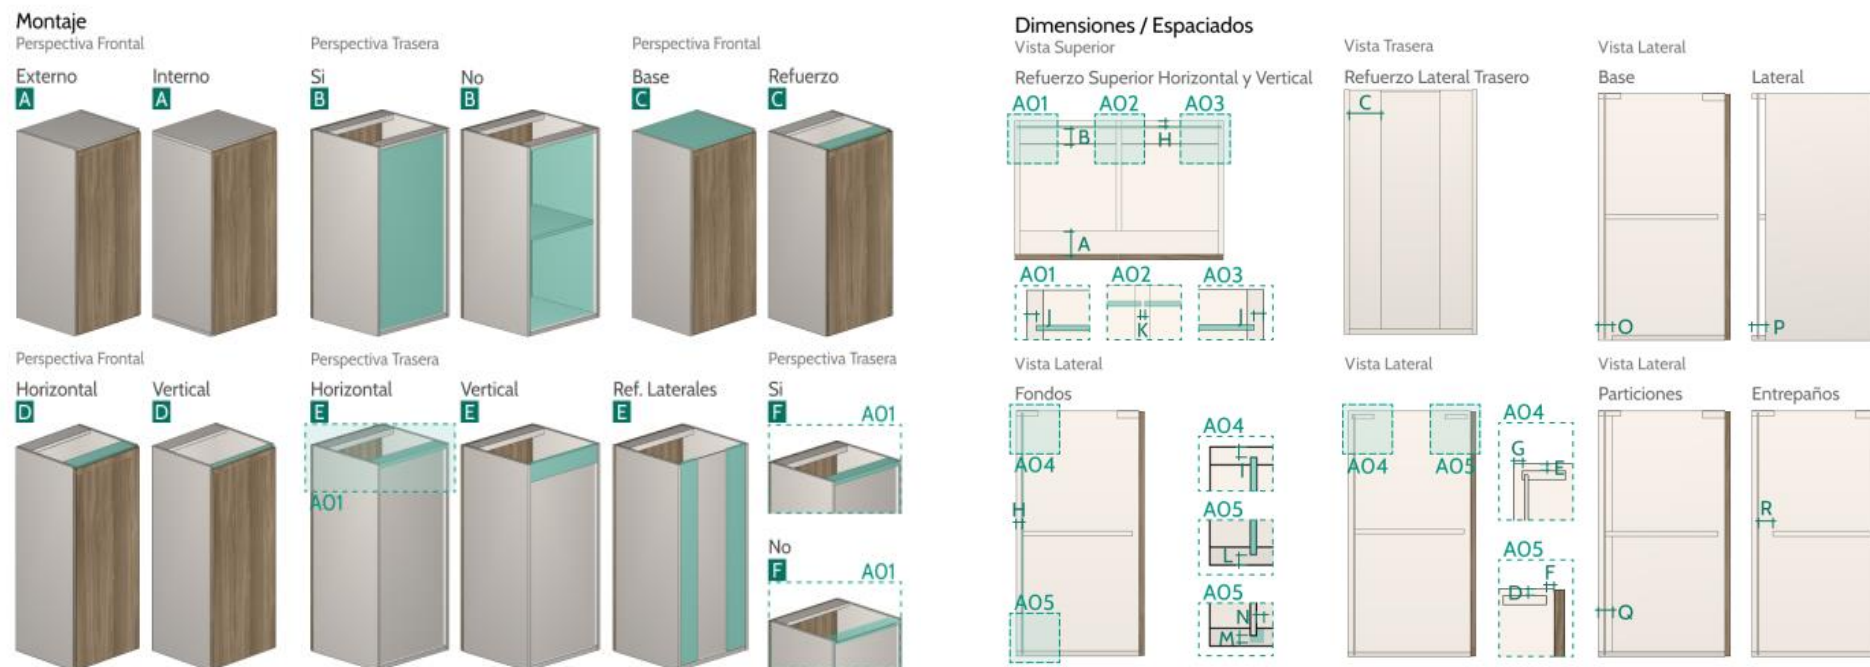 Montaje
Perspectiva Frontal
Perspectiva Trasera
Perspectiva Frontal
Externo
Interno
Si
No
Base
Refuerzo
A
A
B
B
C
C
Perspectiva Frontal
Perspectiva Trasera
Perspectiva Trasera
Horizontal
Vertical
Horizontal
Vertical
Ref. Laterales
Si
D
D
E
E
E
F
A01
A01
No
F
A01
Dimensiones / Espaciados
Vista Superior
Vista Trasera
Vista Lateral
Refuerzo Superior Horizontal y Vertical
Refuerzo Lateral Trasero
Base
Lateral
A01
A02
A03
B
H
A
A01
A02
A03
J
K
J
C
O
P
Vista Lateral
Vista Lateral
Vista Lateral
Fondos
Particiones
Entrepaños
A04
H
A05
A04
I
A05
L
A05
N
M
A04
A05
A04
G
E
A05
F
D
Q
R